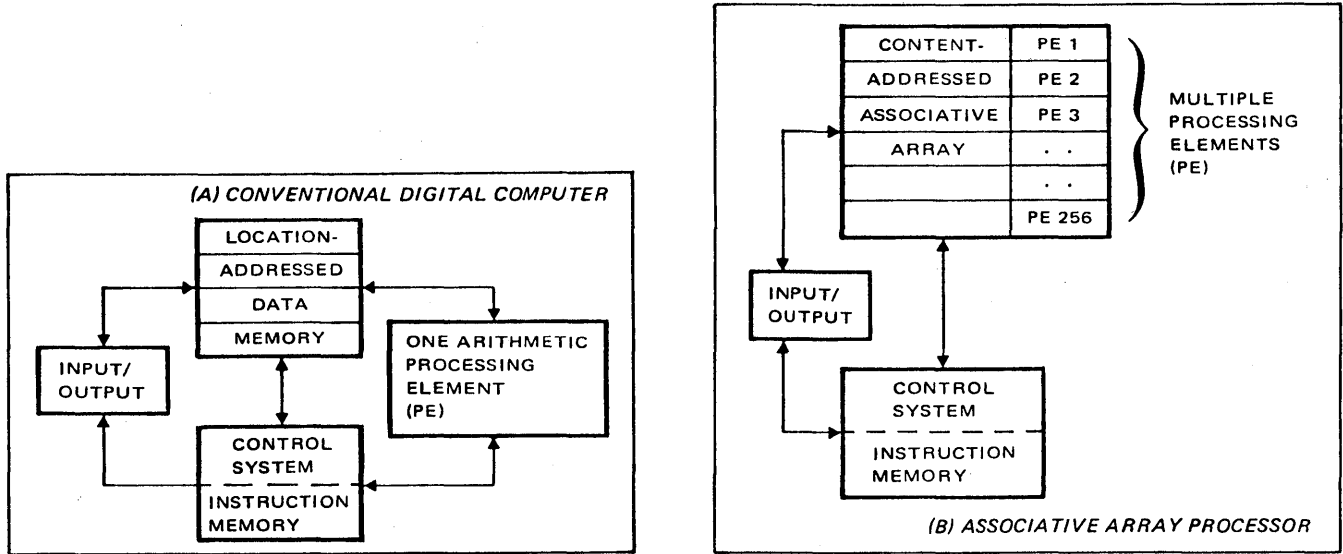 (A) CONVENTIONAL DIGITAL COMPUTER
LOCATION-
ADDRESSED
DATA
MEMORY
INPUT/
OUTPUT
ONE ARITHMETIC
PROCESSING
ELEMENT
(PE)
CONTROL
SYSTEM
INSTRUCTION
MEMORY
CONTENT- PE 1
ADDRESSED PE 2
ASSOCIATIVE PE 3
ARRAY . .
. .
PE 256
MULTIPLE
PROCESSING
ELEMENTS
(PE)
INPUT/
OUTPUT
CONTROL
SYSTEM
INSTRUCTION
MEMORY
(B) ASSOCIATIVE ARRAY PROCESSOR